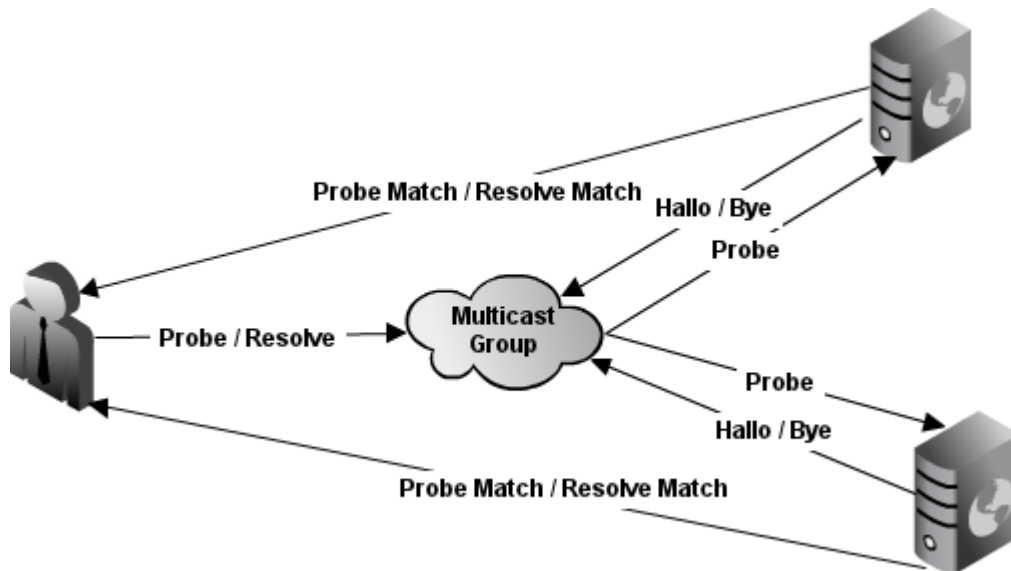 Probe Match / Resolve Match
Hallo / Bye
Probe
Multicast
Group
Probe / Resolve
Probe
Hallo / Bye
Probe Match / Resolve Match